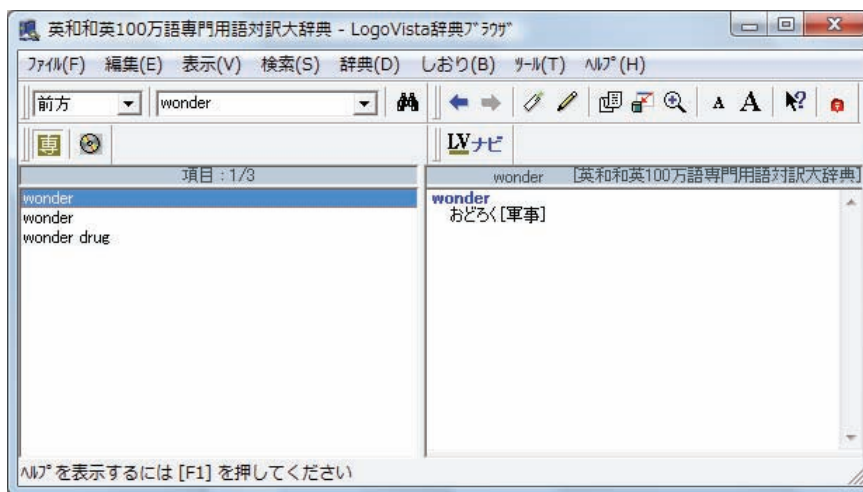 英和和英100万語専門用語対訳大辞典 - LogoVista辞典ﾌﾞﾗｳｻﾞ
ﾌｧｲﾙ(F) 編集(E) 表示(V) 検索(S) 辞典(D) しおり(B) ﾂｰﾙ(T) ﾍﾙﾌﾟ(H)
前方 wonder A A
専 LVナビ
項目：1/3
wonder [英和和英100万語専門用語対訳大辞典]
wonder
wonder
wonder drug
wonder
おどろく[軍事]
ﾍﾙﾌﾟを表示するには [F1] を押してください